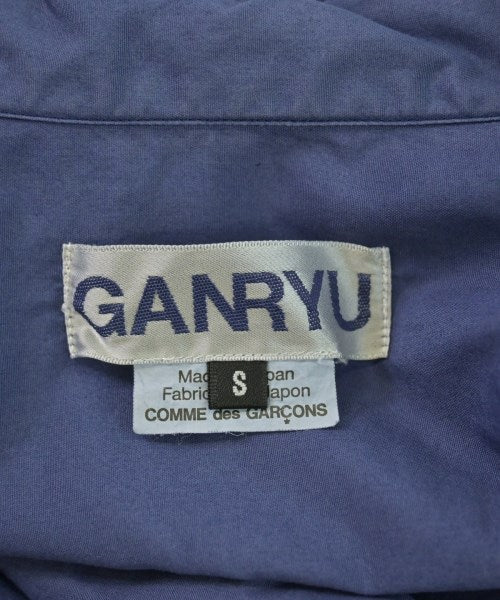 GANRYU
S
Mad pan
Fabric Japon
COMME des GARÇONS